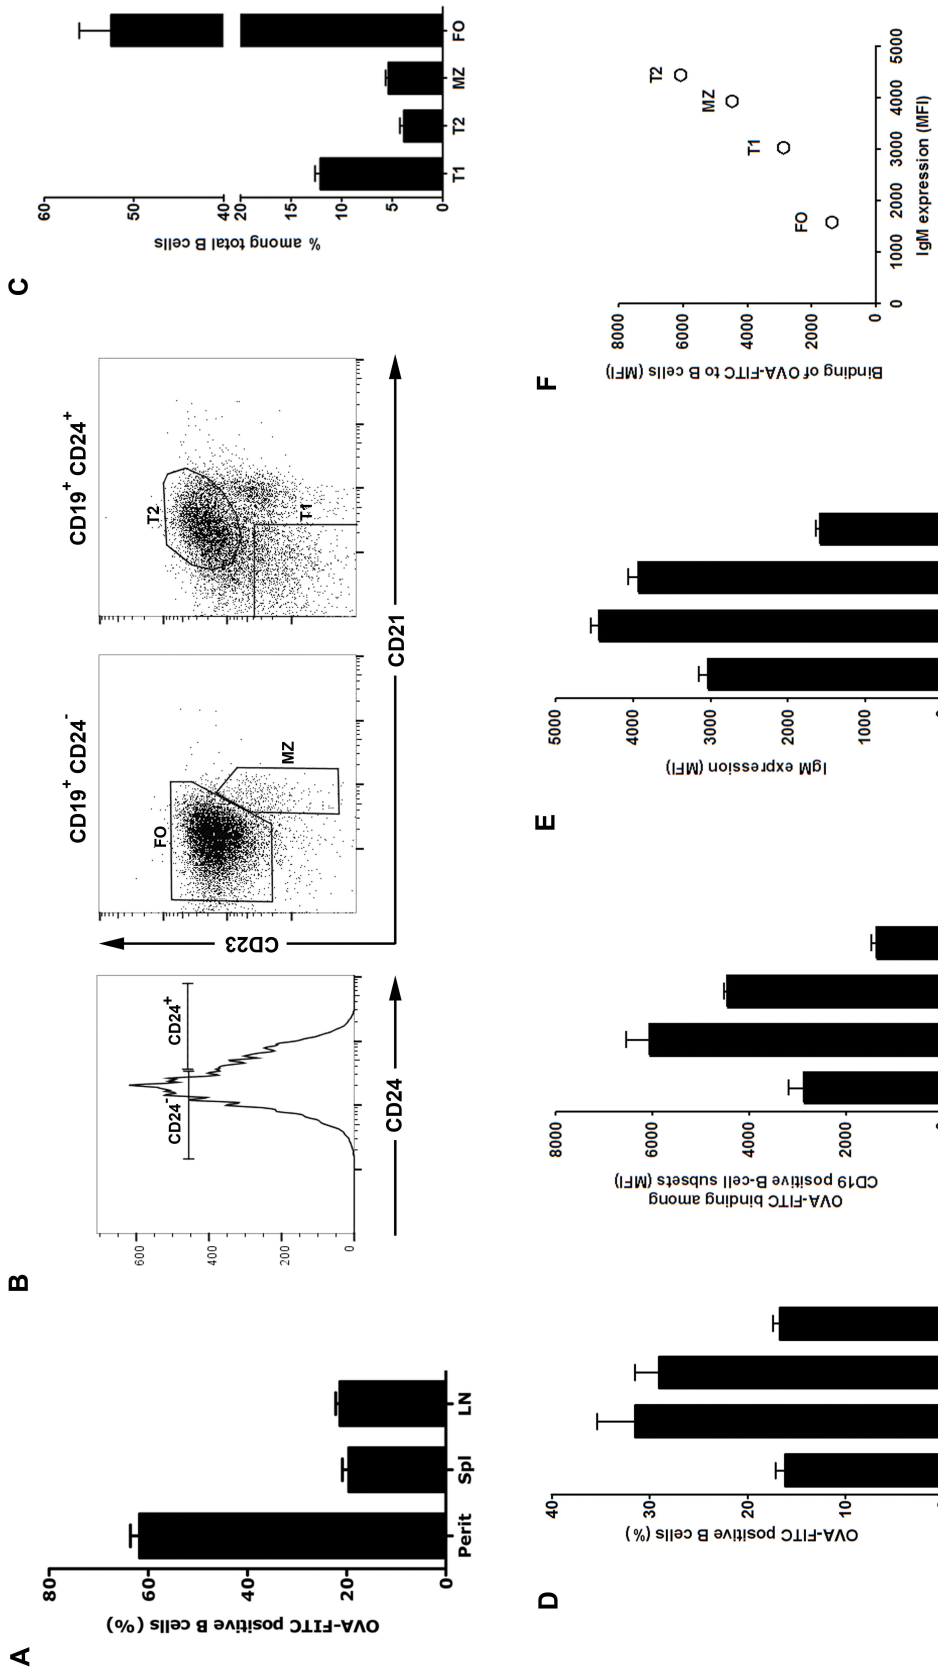 A
OVA-FITC positive B cells (%)
80
60
40
20
0
Perit
Spl
LN
B
600
400
200
0
CD24-
CD24+
CD24
CD19+ CD24-
FO
MZ
CD19+ CD24+
T2
T1
CD23
CD21
C
% among total B cells
60
50
40
20
15
10
5
0
T1
T2
MZ
FO
D
OVA-FITC positive B cells (%)
40
30
20
10
E
OVA-FITC binding among
CD19 positive B-cell subsets (MFI)
8000
6000
4000
2000
IgM expression (MFI)
5000
4000
3000
2000
1000
F
Binding of OVA-FITC to B cells (MFI)
8000
6000
4000
2000
0
FO
T1
MZ
T2
0
1000
2000
3000
4000
5000
IgM expression (MFI)